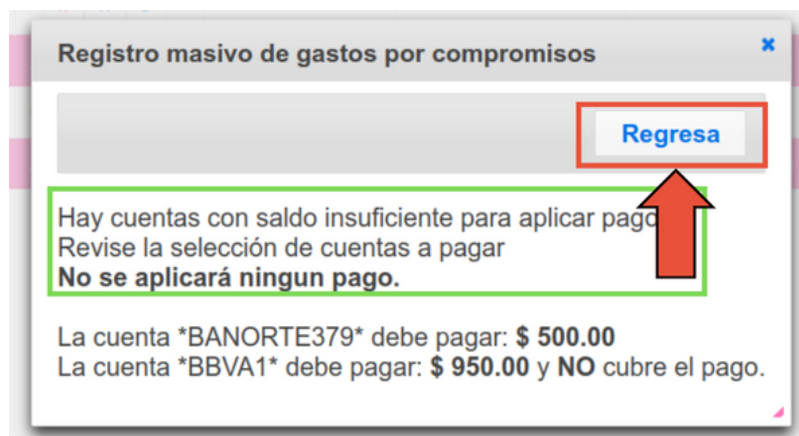 Registro masivo de gastos por compromisos
Regresa
Hay cuentas con saldo insuficiente para aplicar pago
Revise la selección de cuentas a pagar
No se aplicará ningun pago.
La cuenta *BANORTE379* debe pagar: $ 500.00
La cuenta *BBVA1* debe pagar: $ 950.00 y NO cubre el pago.